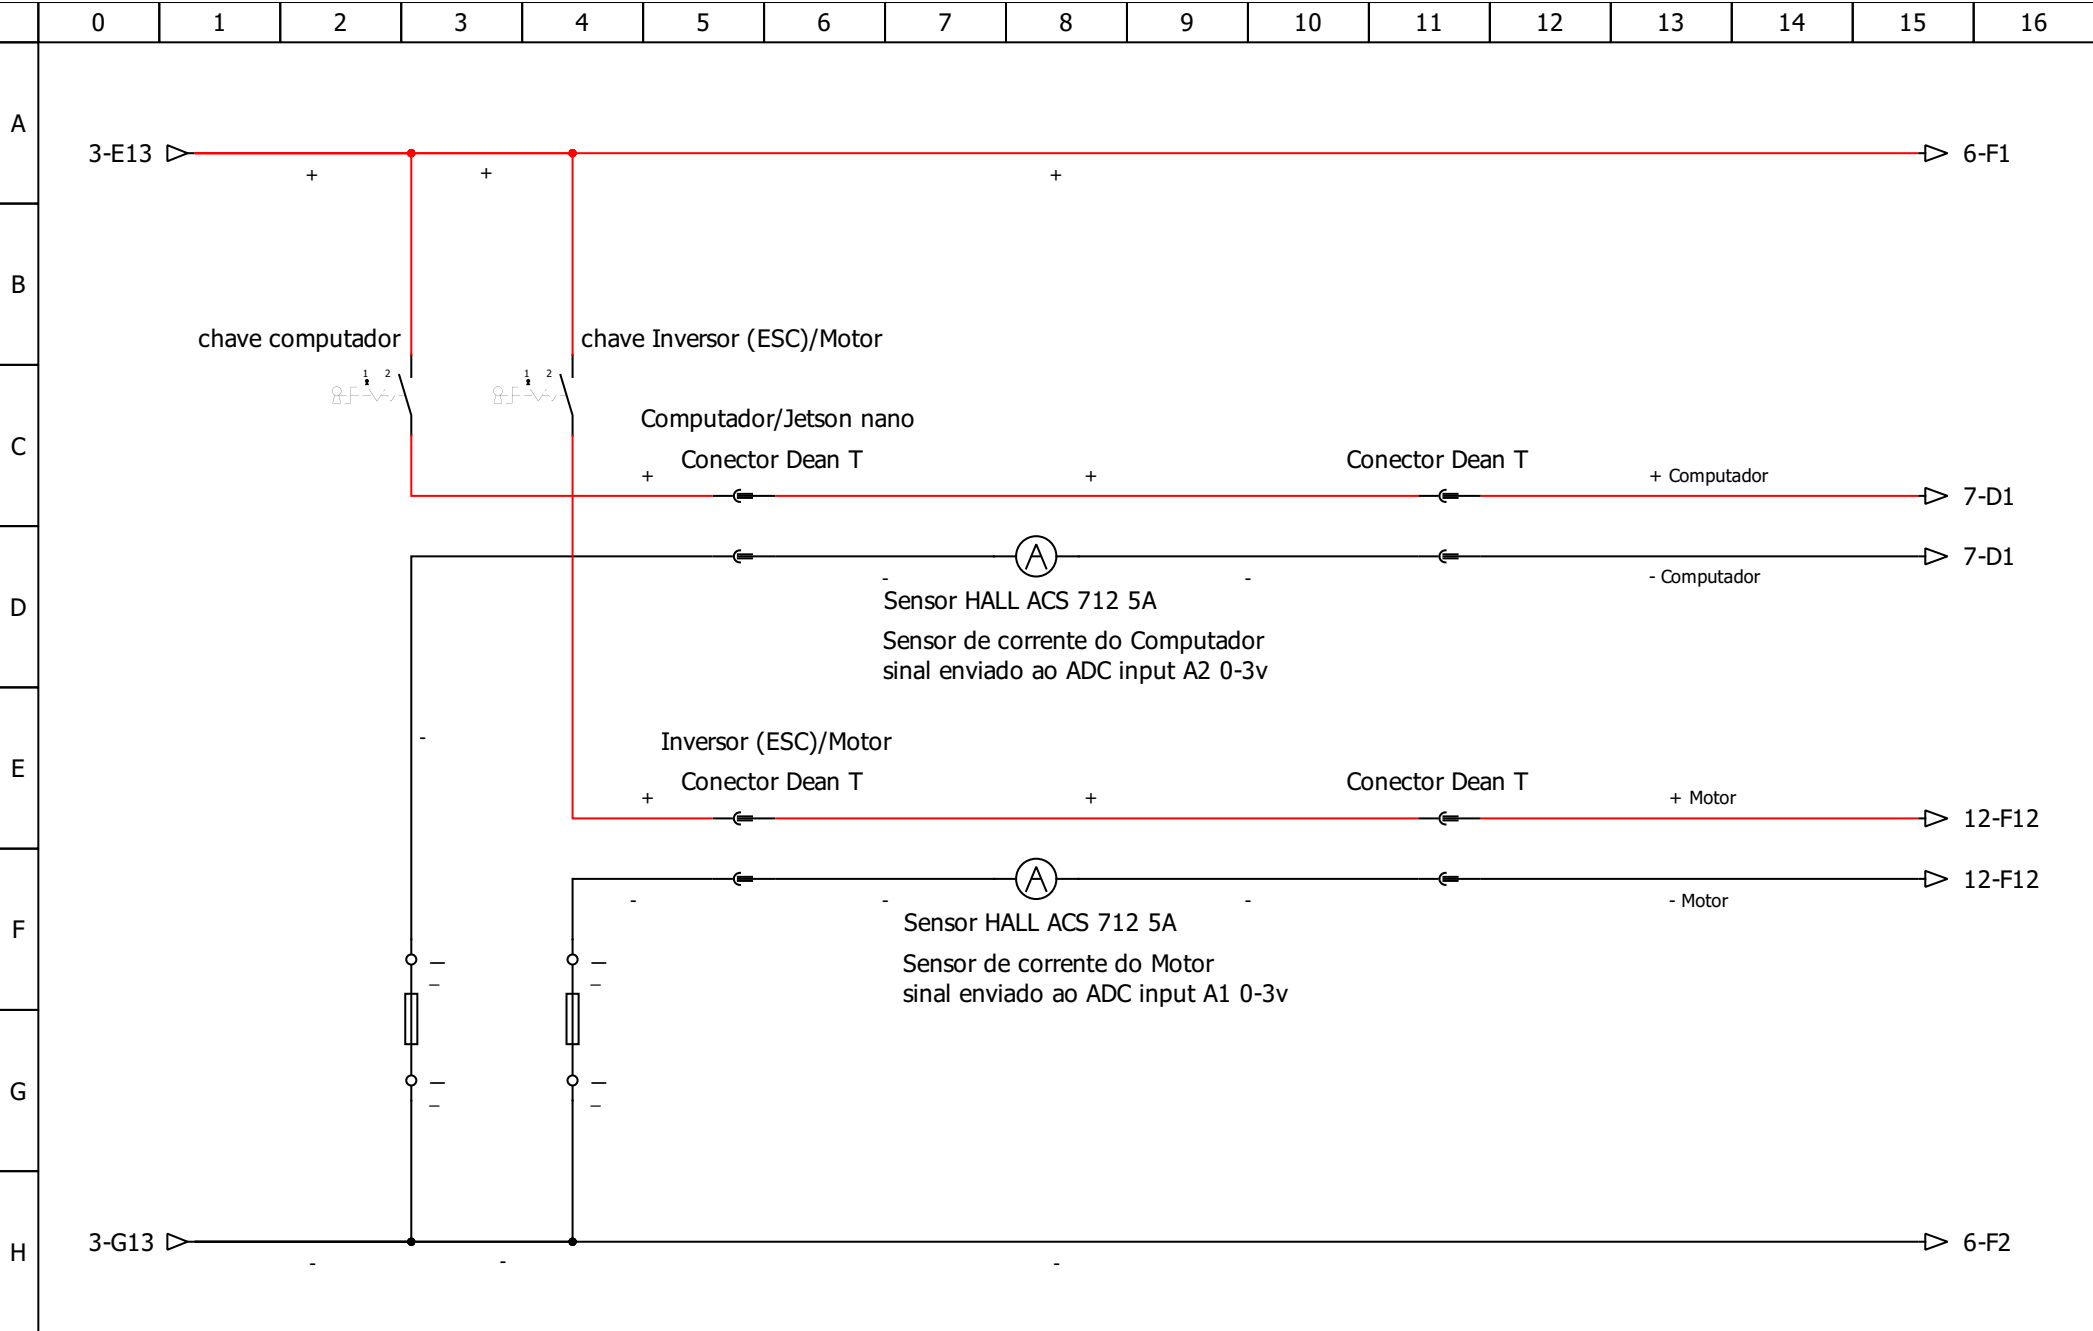 0 1 2 3 4 5 6 7 8 9 10 11 12 13 14 15 16
A
3-E13 6-F1
+ + +
B
chave computador chave Inversor (ESC)/Motor
1 2 1 2
Computador/Jetson nano
C
Conector Dean T Conector Dean T
+ + + Computador
7-D1
A 7-D1
- - - Computador
D
Sensor HALL ACS 712 5A
Sensor de corrente do Computador
sinal enviado ao ADC input A2 0-3v
-
Inversor (ESC)/Motor
E
Conector Dean T Conector Dean T
+ + + Motor
12-F12
A 12-F12
- - - - Motor
F
Sensor HALL ACS 712 5A
Sensor de corrente do Motor
sinal enviado ao ADC input A1 0-3v
G
3-G13 6-F2
H
- - -